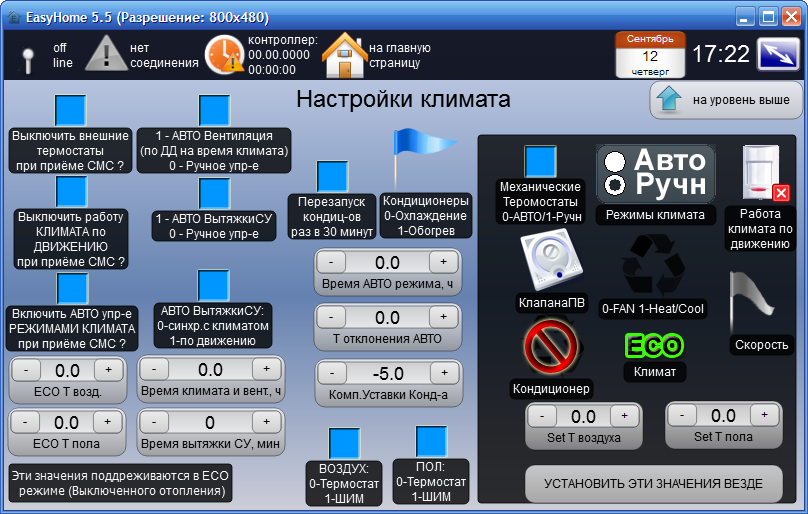 EasyHome 5.5 (Разрешение: 800x480)
off
line
нет
соединения
контроллер:
00.00.0000
00:00:00
на главную
страницу
Сентябрь
12
четверг
17:22
Настройки климата
на уровень выше
Выключить внешние
термостаты
при приёме СМС ?
1 - АВТО Вентиляция
(по ДД на время климата)
0 - Ручное упр-е
Выключить работу
КЛИМАТА по
ДВИЖЕНИЮ
при приёме СМС ?
1 - АВТО ВытяжкиСУ
0 - Ручное упр-е
Перезапуск
кондиц-ов
раз в 30 минут
Кондиционеры
0-Охлаждение
1-Обогрев
Включить АВТО упр-е
РЕЖИМАМИ КЛИМАТА
при приёме СМС ?
АВТО ВытяжкиСУ:
0-синхр.с климатом
1-по движению
- 0.0 +
Время АВТО режима, ч
- 0.0 +
Т отклонения АВТО
- -5.0 +
Комп.Уставки Конд-а
- 0.0 +
ECO Т возд.
- 0.0 +
Время климата и вент., ч
- 0.0 +
ECO Т пола
- 0 +
Время вытяжки СУ, мин
Эти значения поддреживаются в ECO
режиме (Выключенного отопления)
ВОЗДУХ:
0-Термостат
1-ШИМ
ПОЛ:
0-Термостат
1-ШИМ
Механические
Термостаты
0-АВТО/1-Ручн
Авто
Ручн
Режимы климата
Работа
климата по
движению
КлапанаПВ
0-FAN 1-Heat/Cool
Скорость
Кондиционер
ECO
Климат
- 0.0 +
Set Т воздуха
- 0.0 +
Set Т пола
УСТАНОВИТЬ ЭТИ ЗНАЧЕНИЯ ВЕЗДЕ